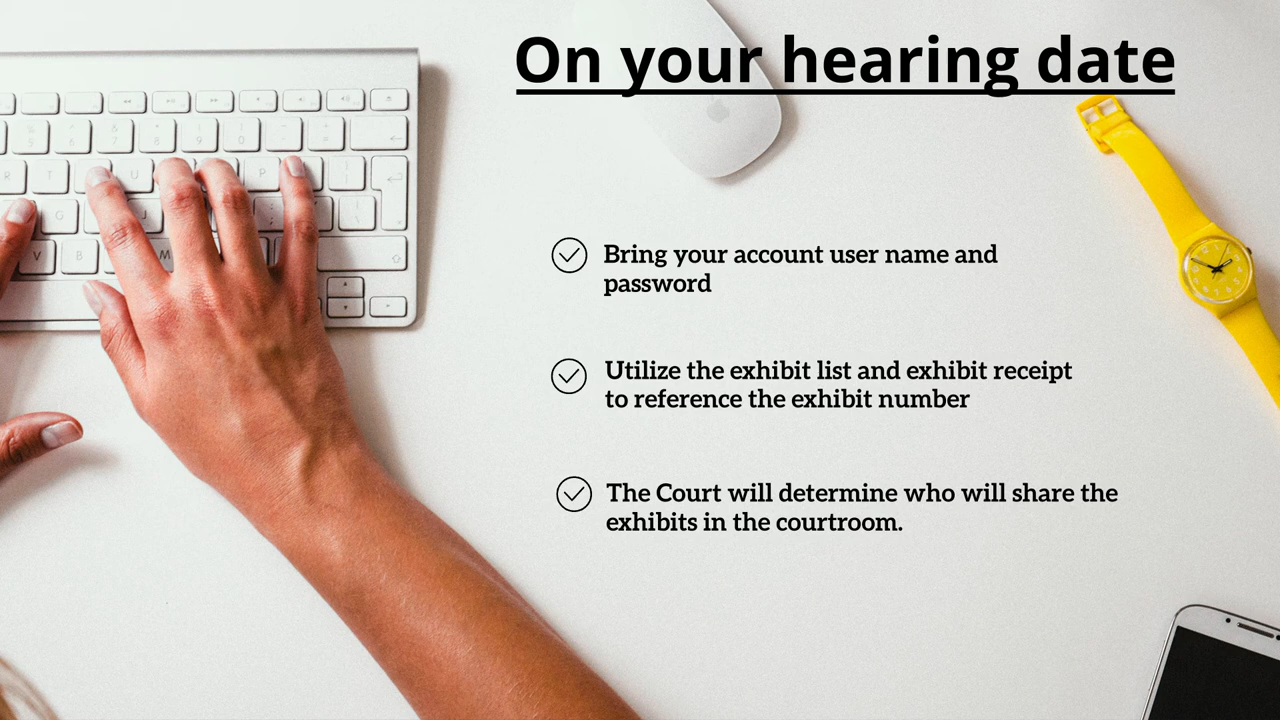 On your hearing date
Bring your account user name and
password
Utilize the exhibit list and exhibit receipt
to reference the exhibit number
The Court will determine who will share the
exhibits in the courtroom.